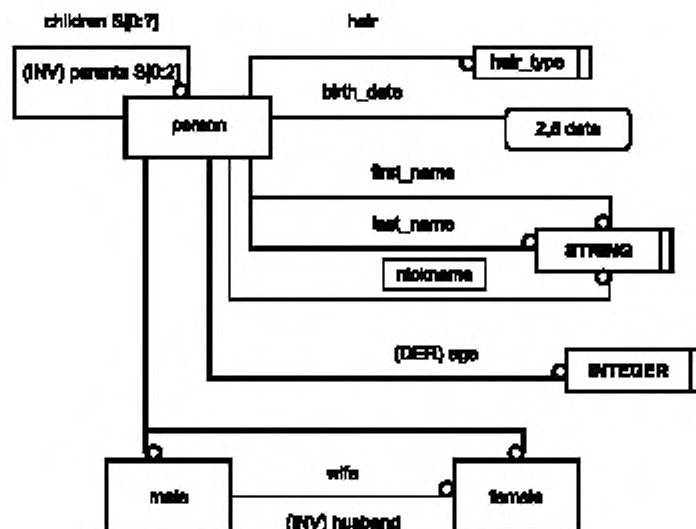 children S[0:?]
hair
(INV) parents S[0:2]
hair_type
birth_date
person
2,6 date
first_name
last_name
STRING
nickname
(DER) age
INTEGER
wife
male
female
(INV) husband